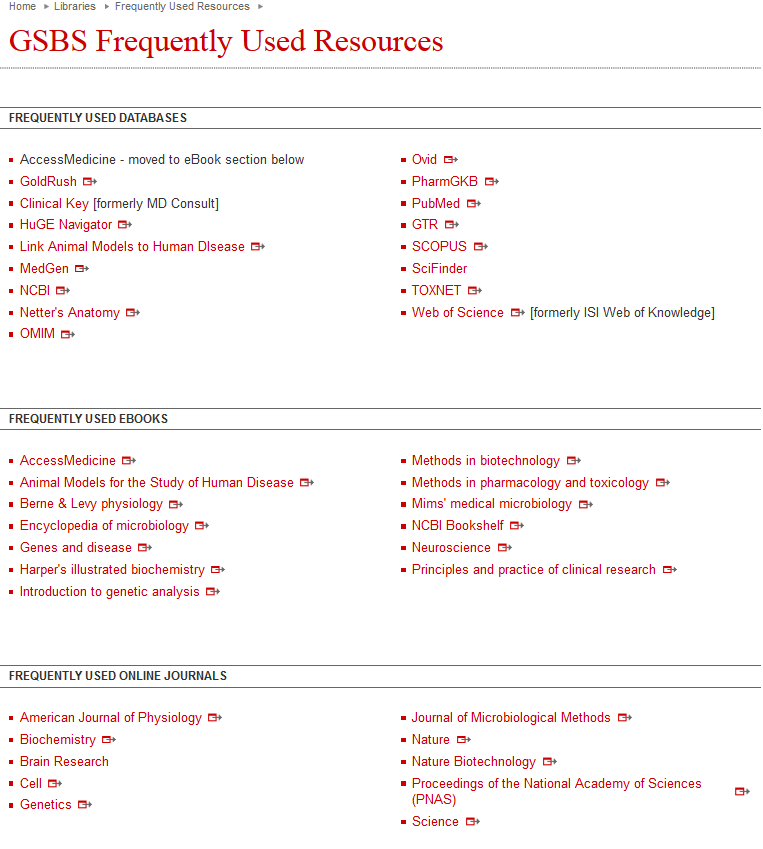 Home ▸ Libraries ▸ Frequently Used Resources ▸
GSBS Frequently Used Resources
FREQUENTLY USED DATABASES
AccessMedicine - moved to eBook section below
GoldRush
Clinical Key [formerly MD Consult]
HuGE Navigator
Link Animal Models to Human DIsease
MedGen
NCBI
Netter's Anatomy
OMIM
Ovid
PharmGKB
PubMed
GTR
SCOPUS
SciFinder
TOXNET
Web of Science [formerly ISI Web of Knowledge]
FREQUENTLY USED EBOOKS
AccessMedicine
Animal Models for the Study of Human Disease
Berne & Levy physiology
Encyclopedia of microbiology
Genes and disease
Harper's illustrated biochemistry
Introduction to genetic analysis
Methods in biotechnology
Methods in pharmacology and toxicology
Mims' medical microbiology
NCBI Bookshelf
Neuroscience
Principles and practice of clinical research
FREQUENTLY USED ONLINE JOURNALS
American Journal of Physiology
Biochemistry
Brain Research
Cell
Genetics
Journal of Microbiological Methods
Nature
Nature Biotechnology
Proceedings of the National Academy of Sciences
(PNAS)
Science